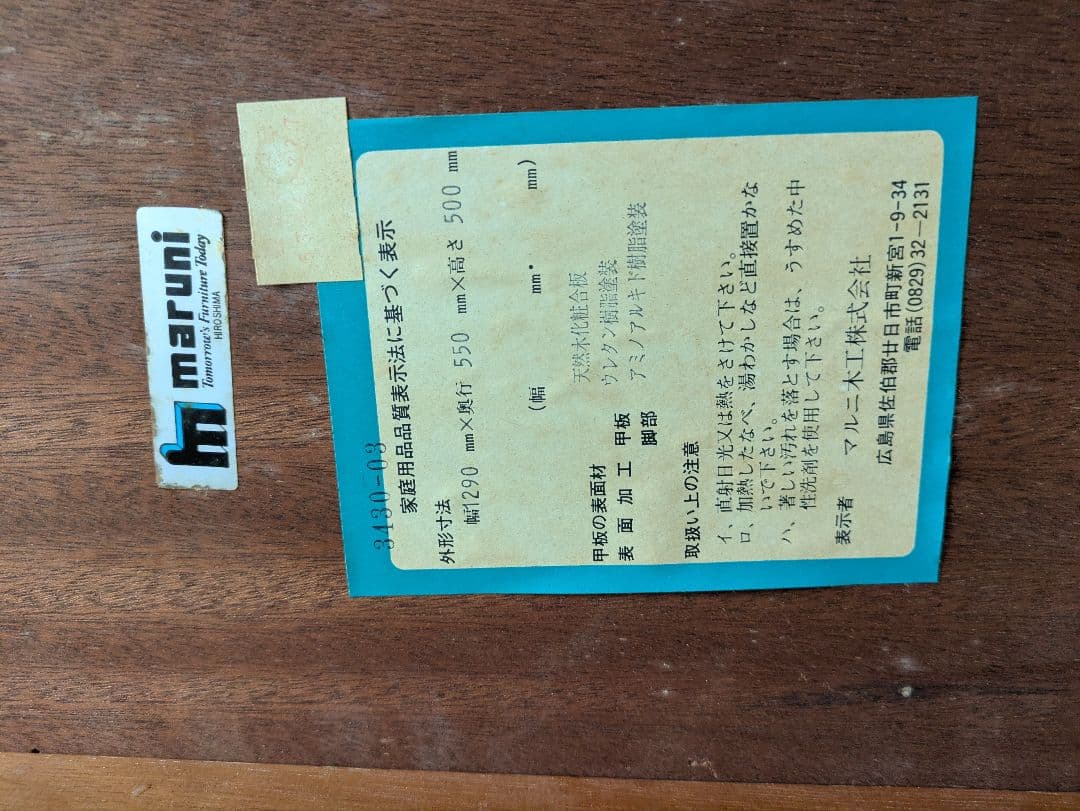 maruni
Tomorrow's Furniture Today
HIROSHIMA
3430-03
家庭用品品質表示法に基づく表示
外形寸法
幅1290 mm×奥行 550 mm×高さ 500 mm
(幅 mm・ mm)
甲板の表面材 天然木化粧合板
表面加工 甲板 ウレタン樹脂塗装
脚部 アミノアルキド樹脂塗装
取扱い上の注意
イ、直射日光又は熱をさけて下さい。
ロ、加熱したなべ、湯わかしなど直接置かな
いで下さい。
ハ、著しい汚れを落とす場合は、うすめた中
性洗剤を使用して下さい。
表示者 マルニ木工株式会社
広島県佐伯郡廿日市町新宮1-9-34
電話(0829)32-2131